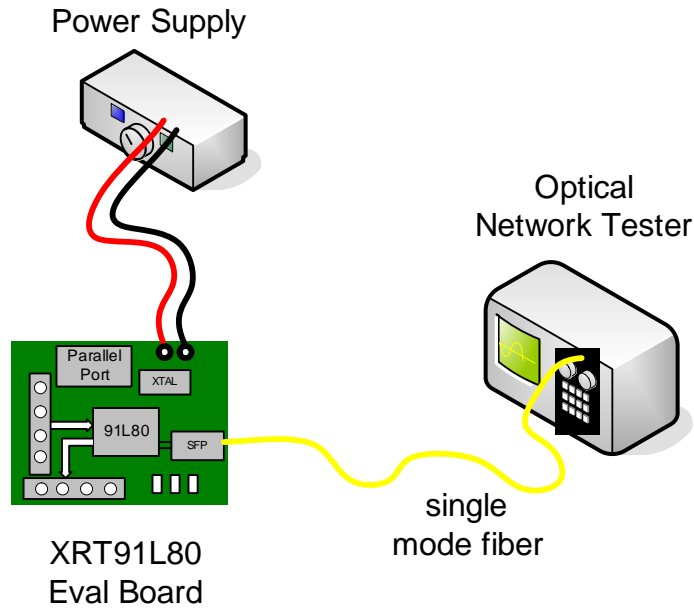 Power Supply
Optical
Network Tester
Parallel
Port
XTAL
91L80
SFP
single
mode fiber
XRT91L80
Eval Board